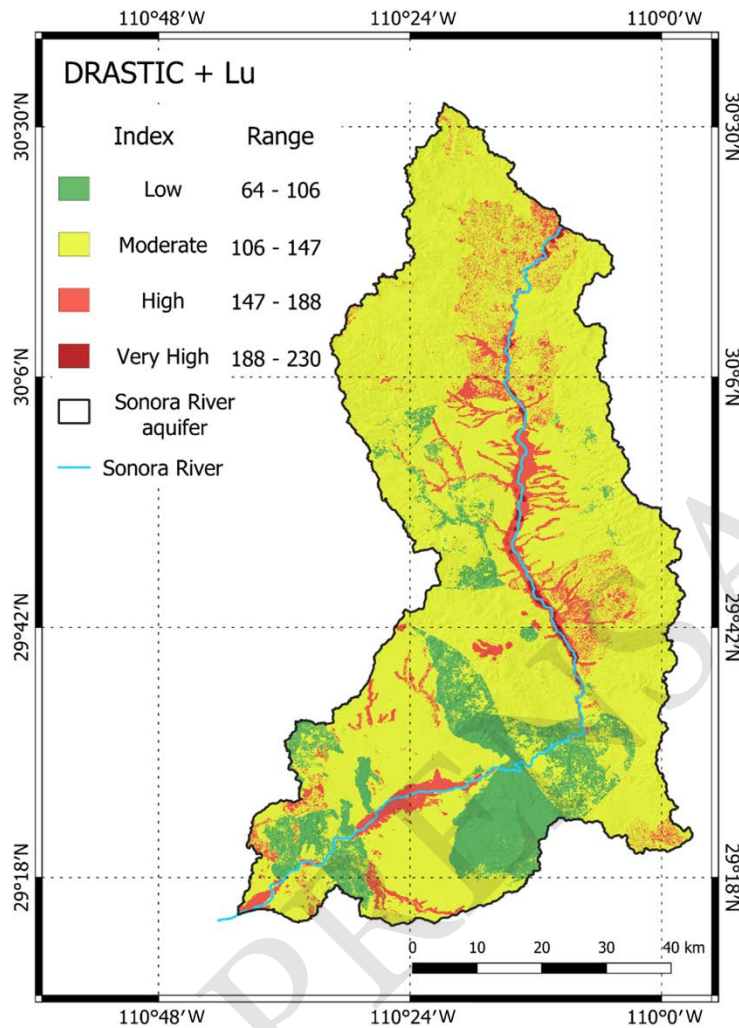 110°48′W 110°24′W 110°0′W
DRASTIC + Lu
Index Range
Low 64 - 106
Moderate 106 - 147
High 147 - 188
Very High 188 - 230
Sonora River
aquifer
Sonora River
30°30′N 30°30′N
30°6′N 30°6′N
29°42′N 29°42′N
29°18′N 29°18′N
0 10 20 30 40 km
110°48′W 110°24′W 110°0′W